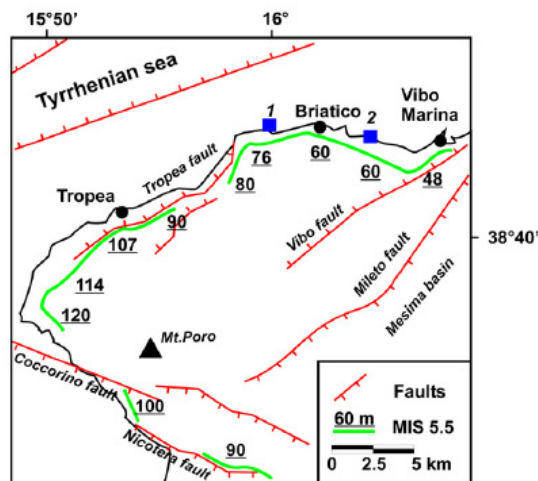 15°50' 16°
Tyrrhenian sea
1
Briatico
2
Vibo
Marina
Tropea fault
76
60
60
48
80
Tropea
90
Vibo fault
107
38°40'
Mileto fault
Mesima basin
114
120
Mt.Poro
Coccorino fault
100
Nicotera fault
90
Faults
60 m MIS 5.5
0 2.5 5 km